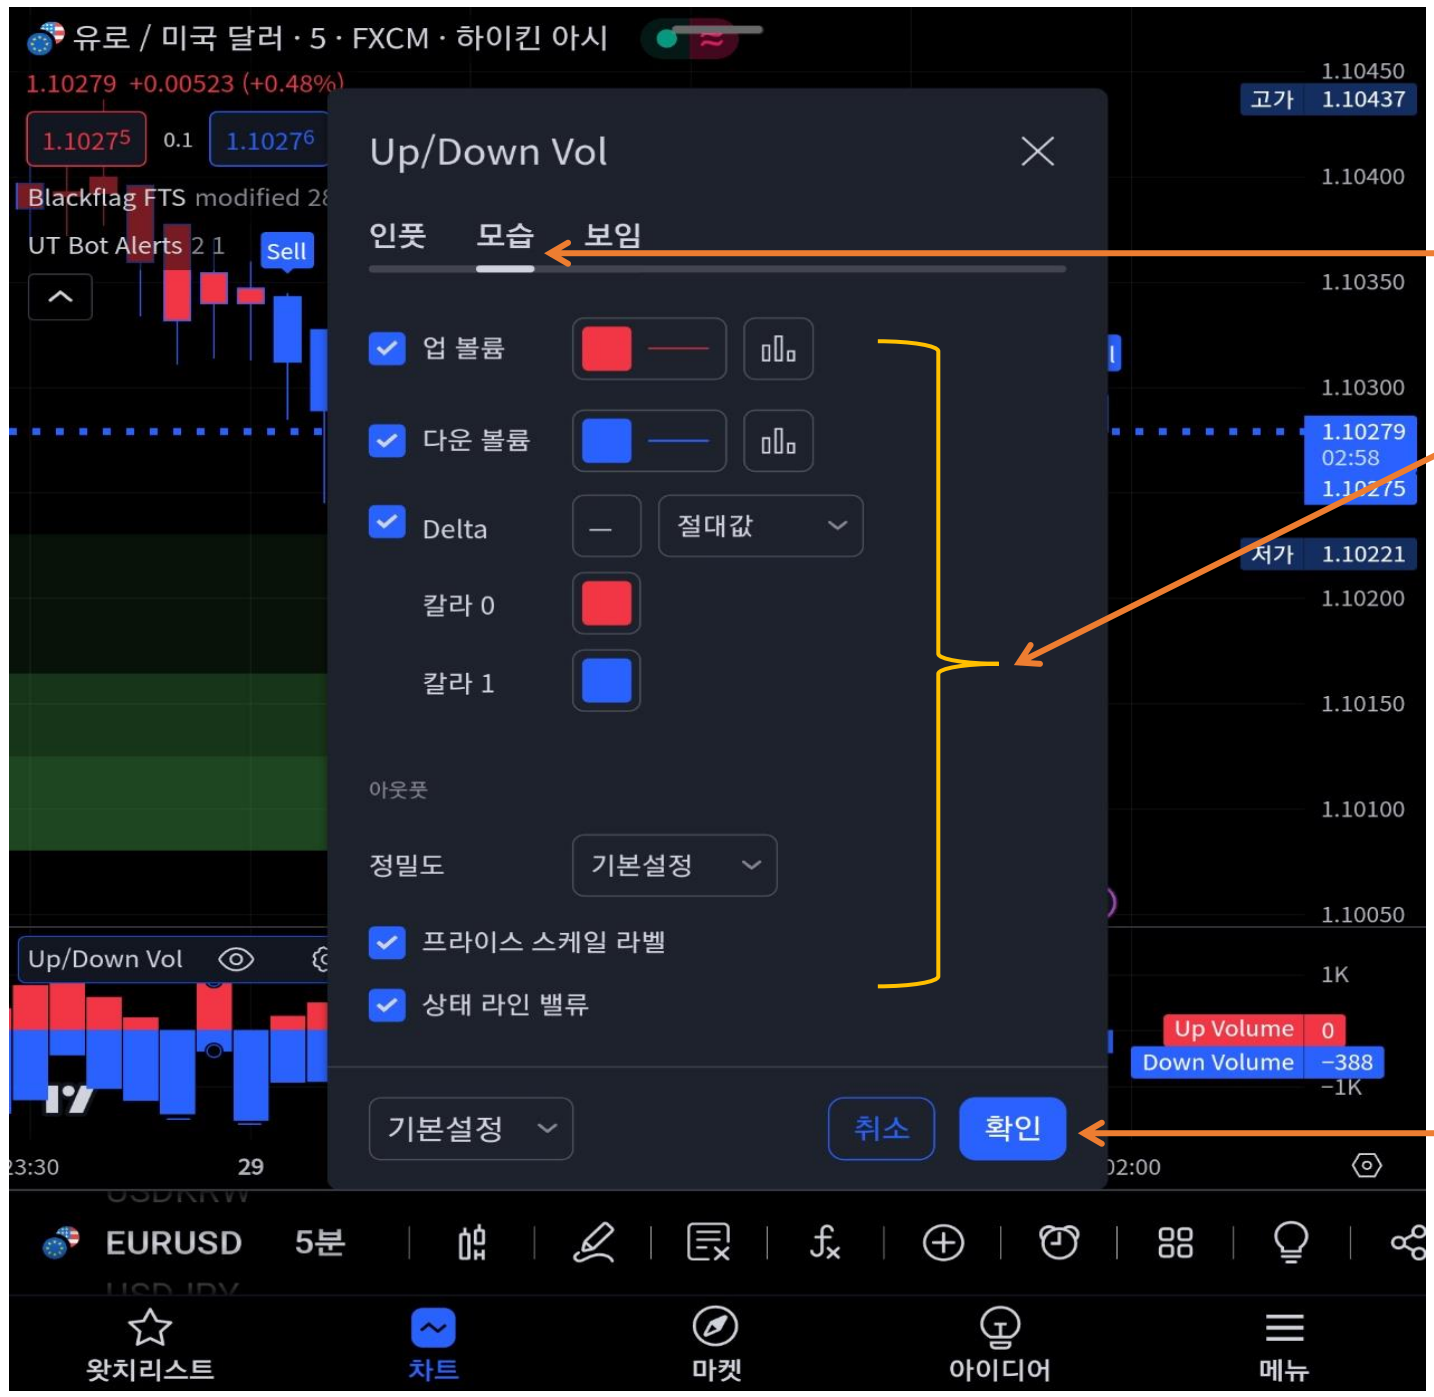 유로 / 미국 달러 · 5 · FXCM · 하이킨 아시
1.10279 +0.00523 (+0.48%)
1.10275 0.1 1.10276
Blackflag FTS modified 28
UT Bot Alerts 2 1
Sell
Up/Down Vol
인풋 모습 보임
업 볼륨
다운 볼륨
Delta 절대값
칼라 0
칼라 1
아웃풋
정밀도 기본설정
프라이스 스케일 라벨
상태 라인 밸류
기본설정 취소 확인
1.10450
고가 1.10437
1.10400
1.10350
1.10300
1.10279
02:58
1.10275
저가 1.10221
1.10200
1.10150
1.10100
1.10050
Up/Down Vol
1K
Up Volume 0
Down Volume −388
−1K
23:30 29 02:00
USDKRW
EURUSD 5분
USDJPY
왓치리스트 차트 마켓 아이디어 메뉴